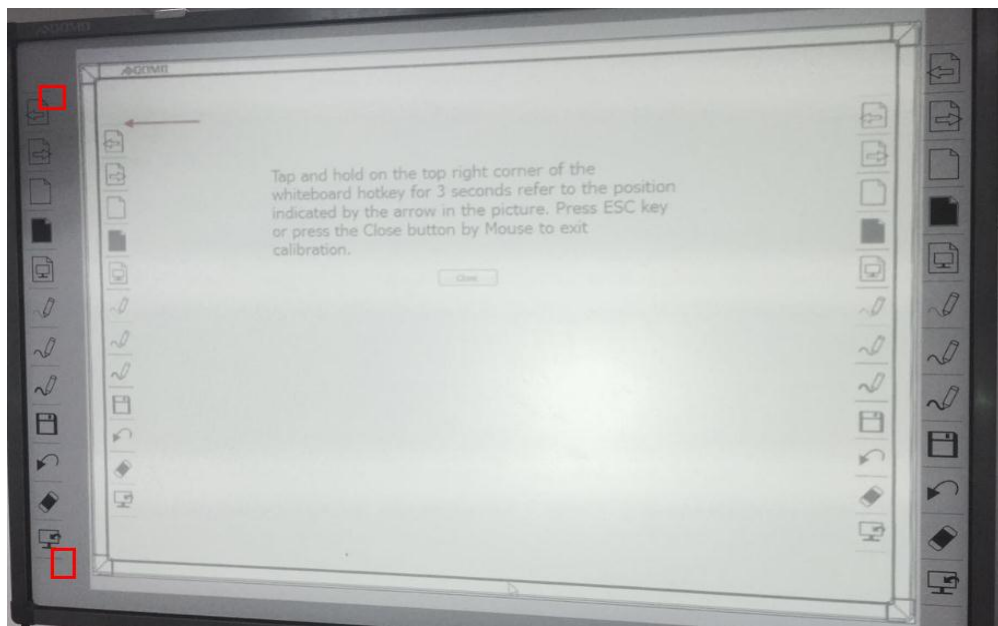 Tap and hold on the top right corner of the
whiteboard hotkey for 3 seconds refer to the position
indicated by the arrow in the picture. Press ESC key
or press the Close button by Mouse to exit
calibration.
Close